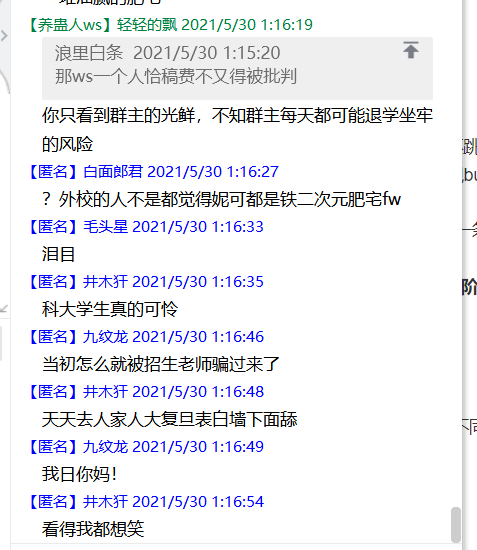 【养蛊人ws】轻轻的飘 2021/5/30 1:16:19
浪里白条 2021/5/30 1:15:20
那ws一个人恰稿费不又得被批判
你只看到群主的光鲜，不知群主每天都可能退学坐牢
的风险
【匿名】白面郎君 2021/5/30 1:16:27
？外校的人不是都觉得妮可都是铁二次元肥宅fw
【匿名】毛头星 2021/5/30 1:16:33
泪目
【匿名】井木犴 2021/5/30 1:16:35
科大学生真的可怜
【匿名】九纹龙 2021/5/30 1:16:46
当初怎么就被招生老师骗过来了
【匿名】井木犴 2021/5/30 1:16:48
天天去人家人大复旦表白墙下面舔
【匿名】九纹龙 2021/5/30 1:16:49
我日你妈！
【匿名】井木犴 2021/5/30 1:16:54
看得我都想笑